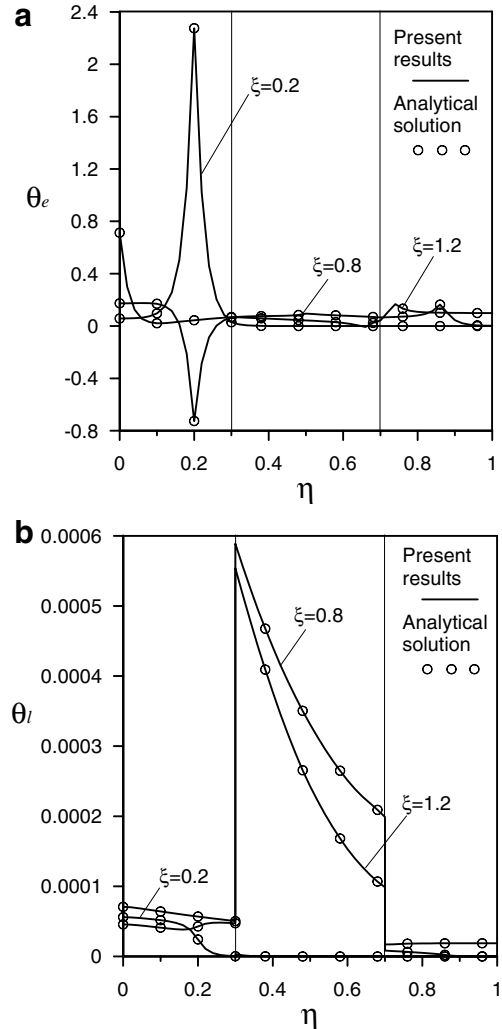 a
2.4
2
1.6
1.2
0.8
0.4
0
-0.4
-0.8
θe
ξ=0.2
ξ=0.8
ξ=1.2
Present
results
Analytical
solution
0 0.2 0.4 0.6 0.8 1
η
b
0.0006
0.0005
0.0004
0.0003
0.0002
0.0001
0
θl
ξ=0.8
ξ=1.2
ξ=0.2
Present
results
Analytical
solution
0 0.2 0.4 0.6 0.8 1
η